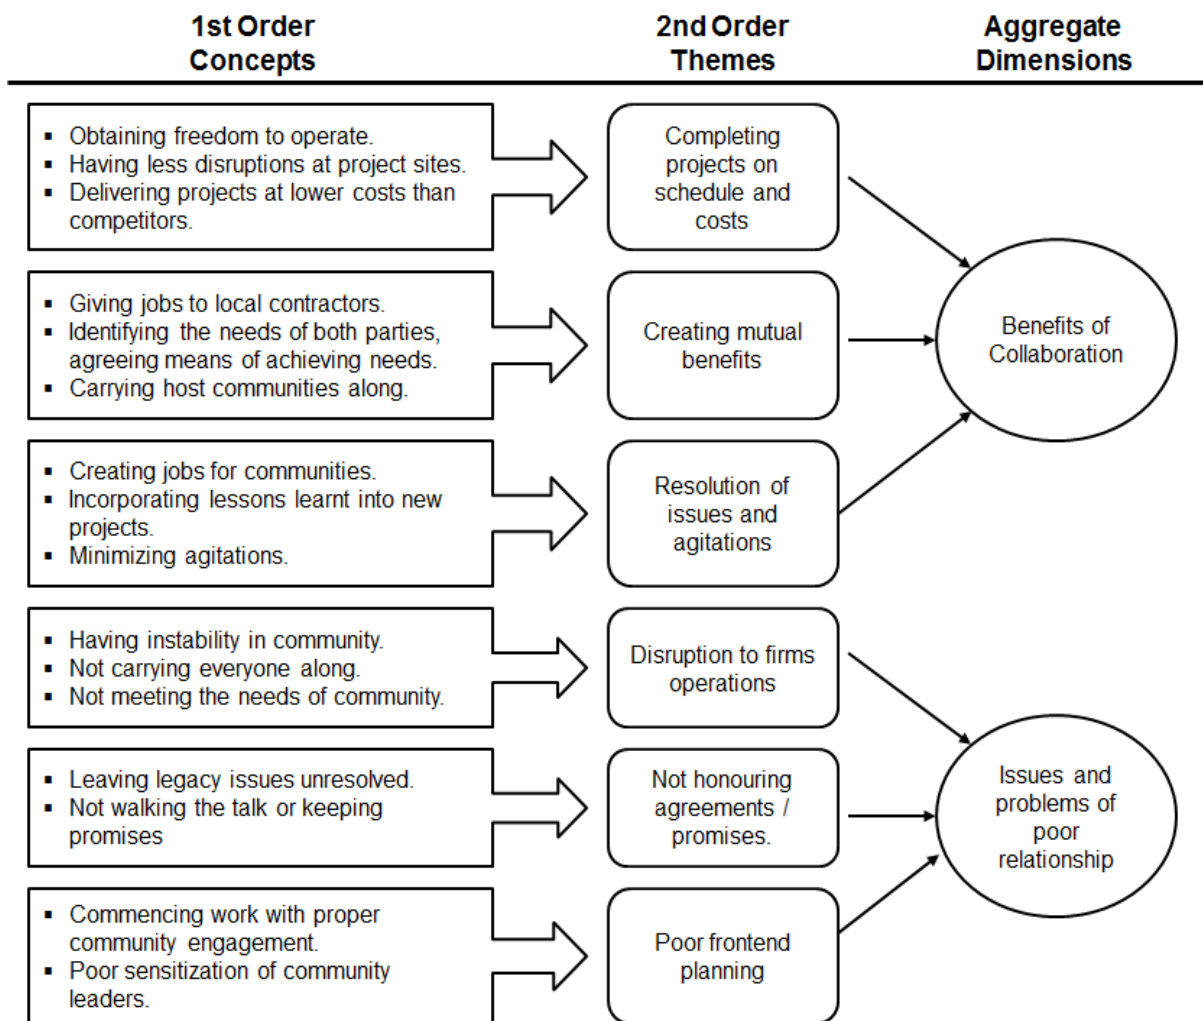 1st Order
Concepts
2nd Order
Themes
Aggregate
Dimensions
▪ Obtaining freedom to operate.
▪ Having less disruptions at project sites.
▪ Delivering projects at lower costs than
competitors.
Completing
projects on
schedule and
costs
▪ Giving jobs to local contractors.
▪ Identifying the needs of both parties,
agreeing means of achieving needs.
▪ Carrying host communities along.
Creating mutual
benefits
Benefits of
Collaboration
▪ Creating jobs for communities.
▪ Incorporating lessons learnt into new
projects.
▪ Minimizing agitations.
Resolution of
issues and
agitations
▪ Having instability in community.
▪ Not carrying everyone along.
▪ Not meeting the needs of community.
Disruption to firms
operations
▪ Leaving legacy issues unresolved.
▪ Not walking the talk or keeping
promises
Not honouring
agreements /
promises.
Issues and
problems of
poor
relationship
▪ Commencing work with proper
community engagement.
▪ Poor sensitization of community
leaders.
Poor frontend
planning